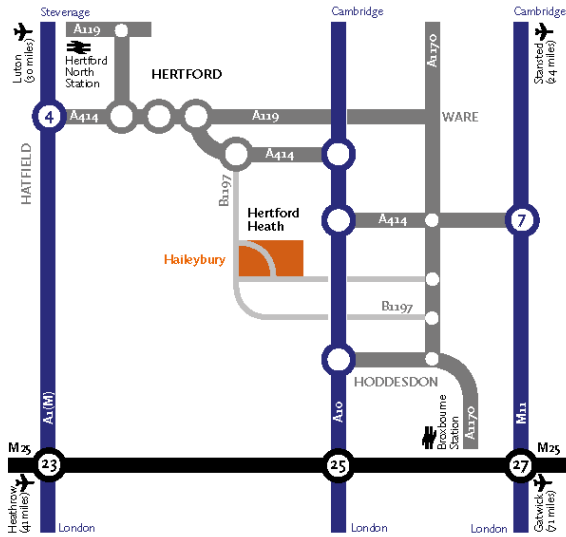 Stevenage
Cambridge
Cambridge
Luton
(30 miles)
A119
Hertford
North
Station
HERTFORD
A1170
Stansted
(24 miles)
4
A414
A119
WARE
HATFIELD
A414
B1197
Hertford
Heath
A414
7
Haileybury
B1197
HODDESDON
A1(M)
A10
Broxbourne
Station
A1170
M11
M25
23
25
27
M25
Heathrow
(41 miles)
Gatwick
(71 miles)
London
London
London